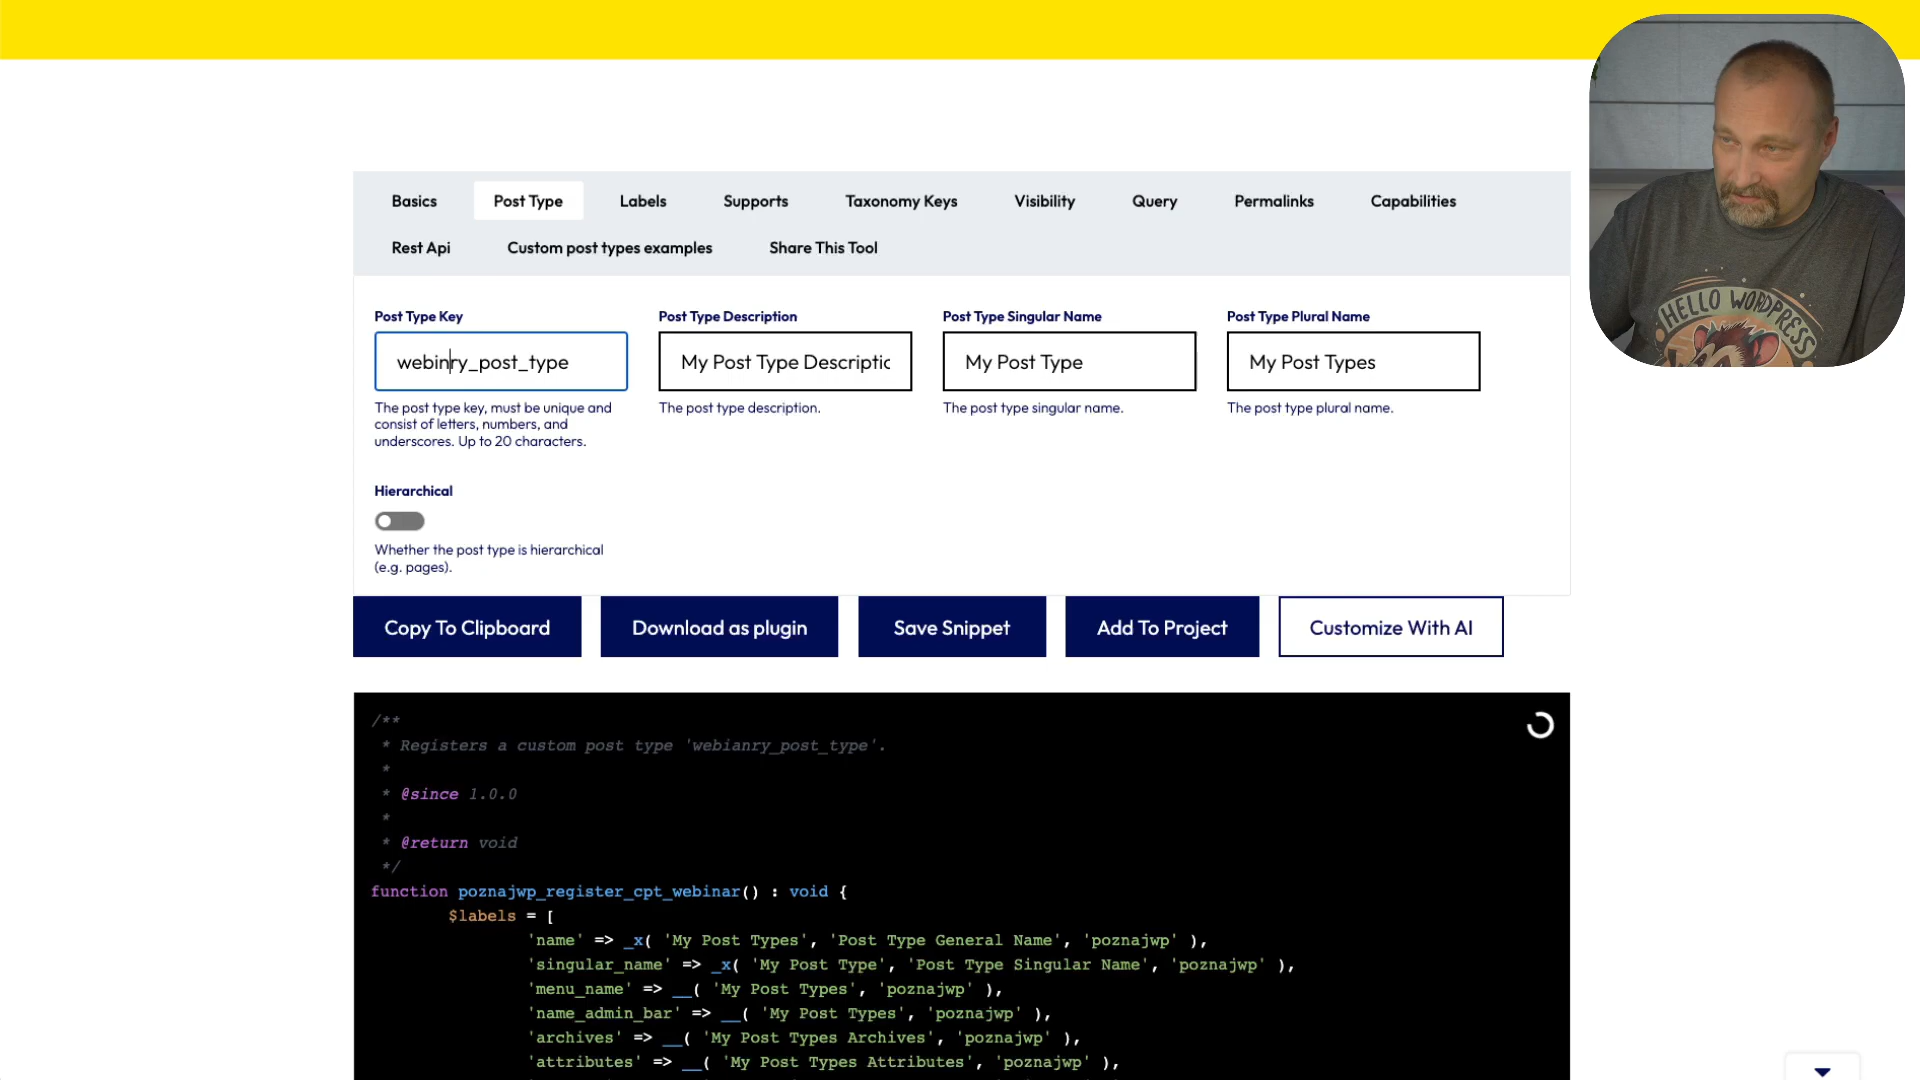 Basics Post Type Labels Supports Taxonomy Keys Visibility Query Permalinks Capabilities
Rest Api Custom post types examples Share This Tool
Post Type Key Post Type Description Post Type Singular Name Post Type Plural Name
webinry_post_type My Post Type Descriptic My Post Type My Post Types
The post type key, must be unique and
consist of letters, numbers, and
underscores. Up to 20 characters.
The post type description.
The post type singular name.
The post type plural name.
Hierarchical
Whether the post type is hierarchical
(e.g. pages).
Copy To Clipboard Download as plugin Save Snippet Add To Project Customize With AI
/**
* Registers a custom post type 'webianry_post_type'.
*
* @since 1.0.0
*
* @return void
*/
function poznajwp_register_cpt_webinar() : void {
$labels = [
'name' => _x( 'My Post Types', 'Post Type General Name', 'poznajwp' ),
'singular_name' => _x( 'My Post Type', 'Post Type Singular Name', 'poznajwp' ),
'menu_name' => __( 'My Post Types', 'poznajwp' ),
'name_admin_bar' => __( 'My Post Types', 'poznajwp' ),
'archives' => __( 'My Post Types Archives', 'poznajwp' ),
'attributes' => __( 'My Post Types Attributes', 'poznajwp' ),
HELLO WORDPRESS